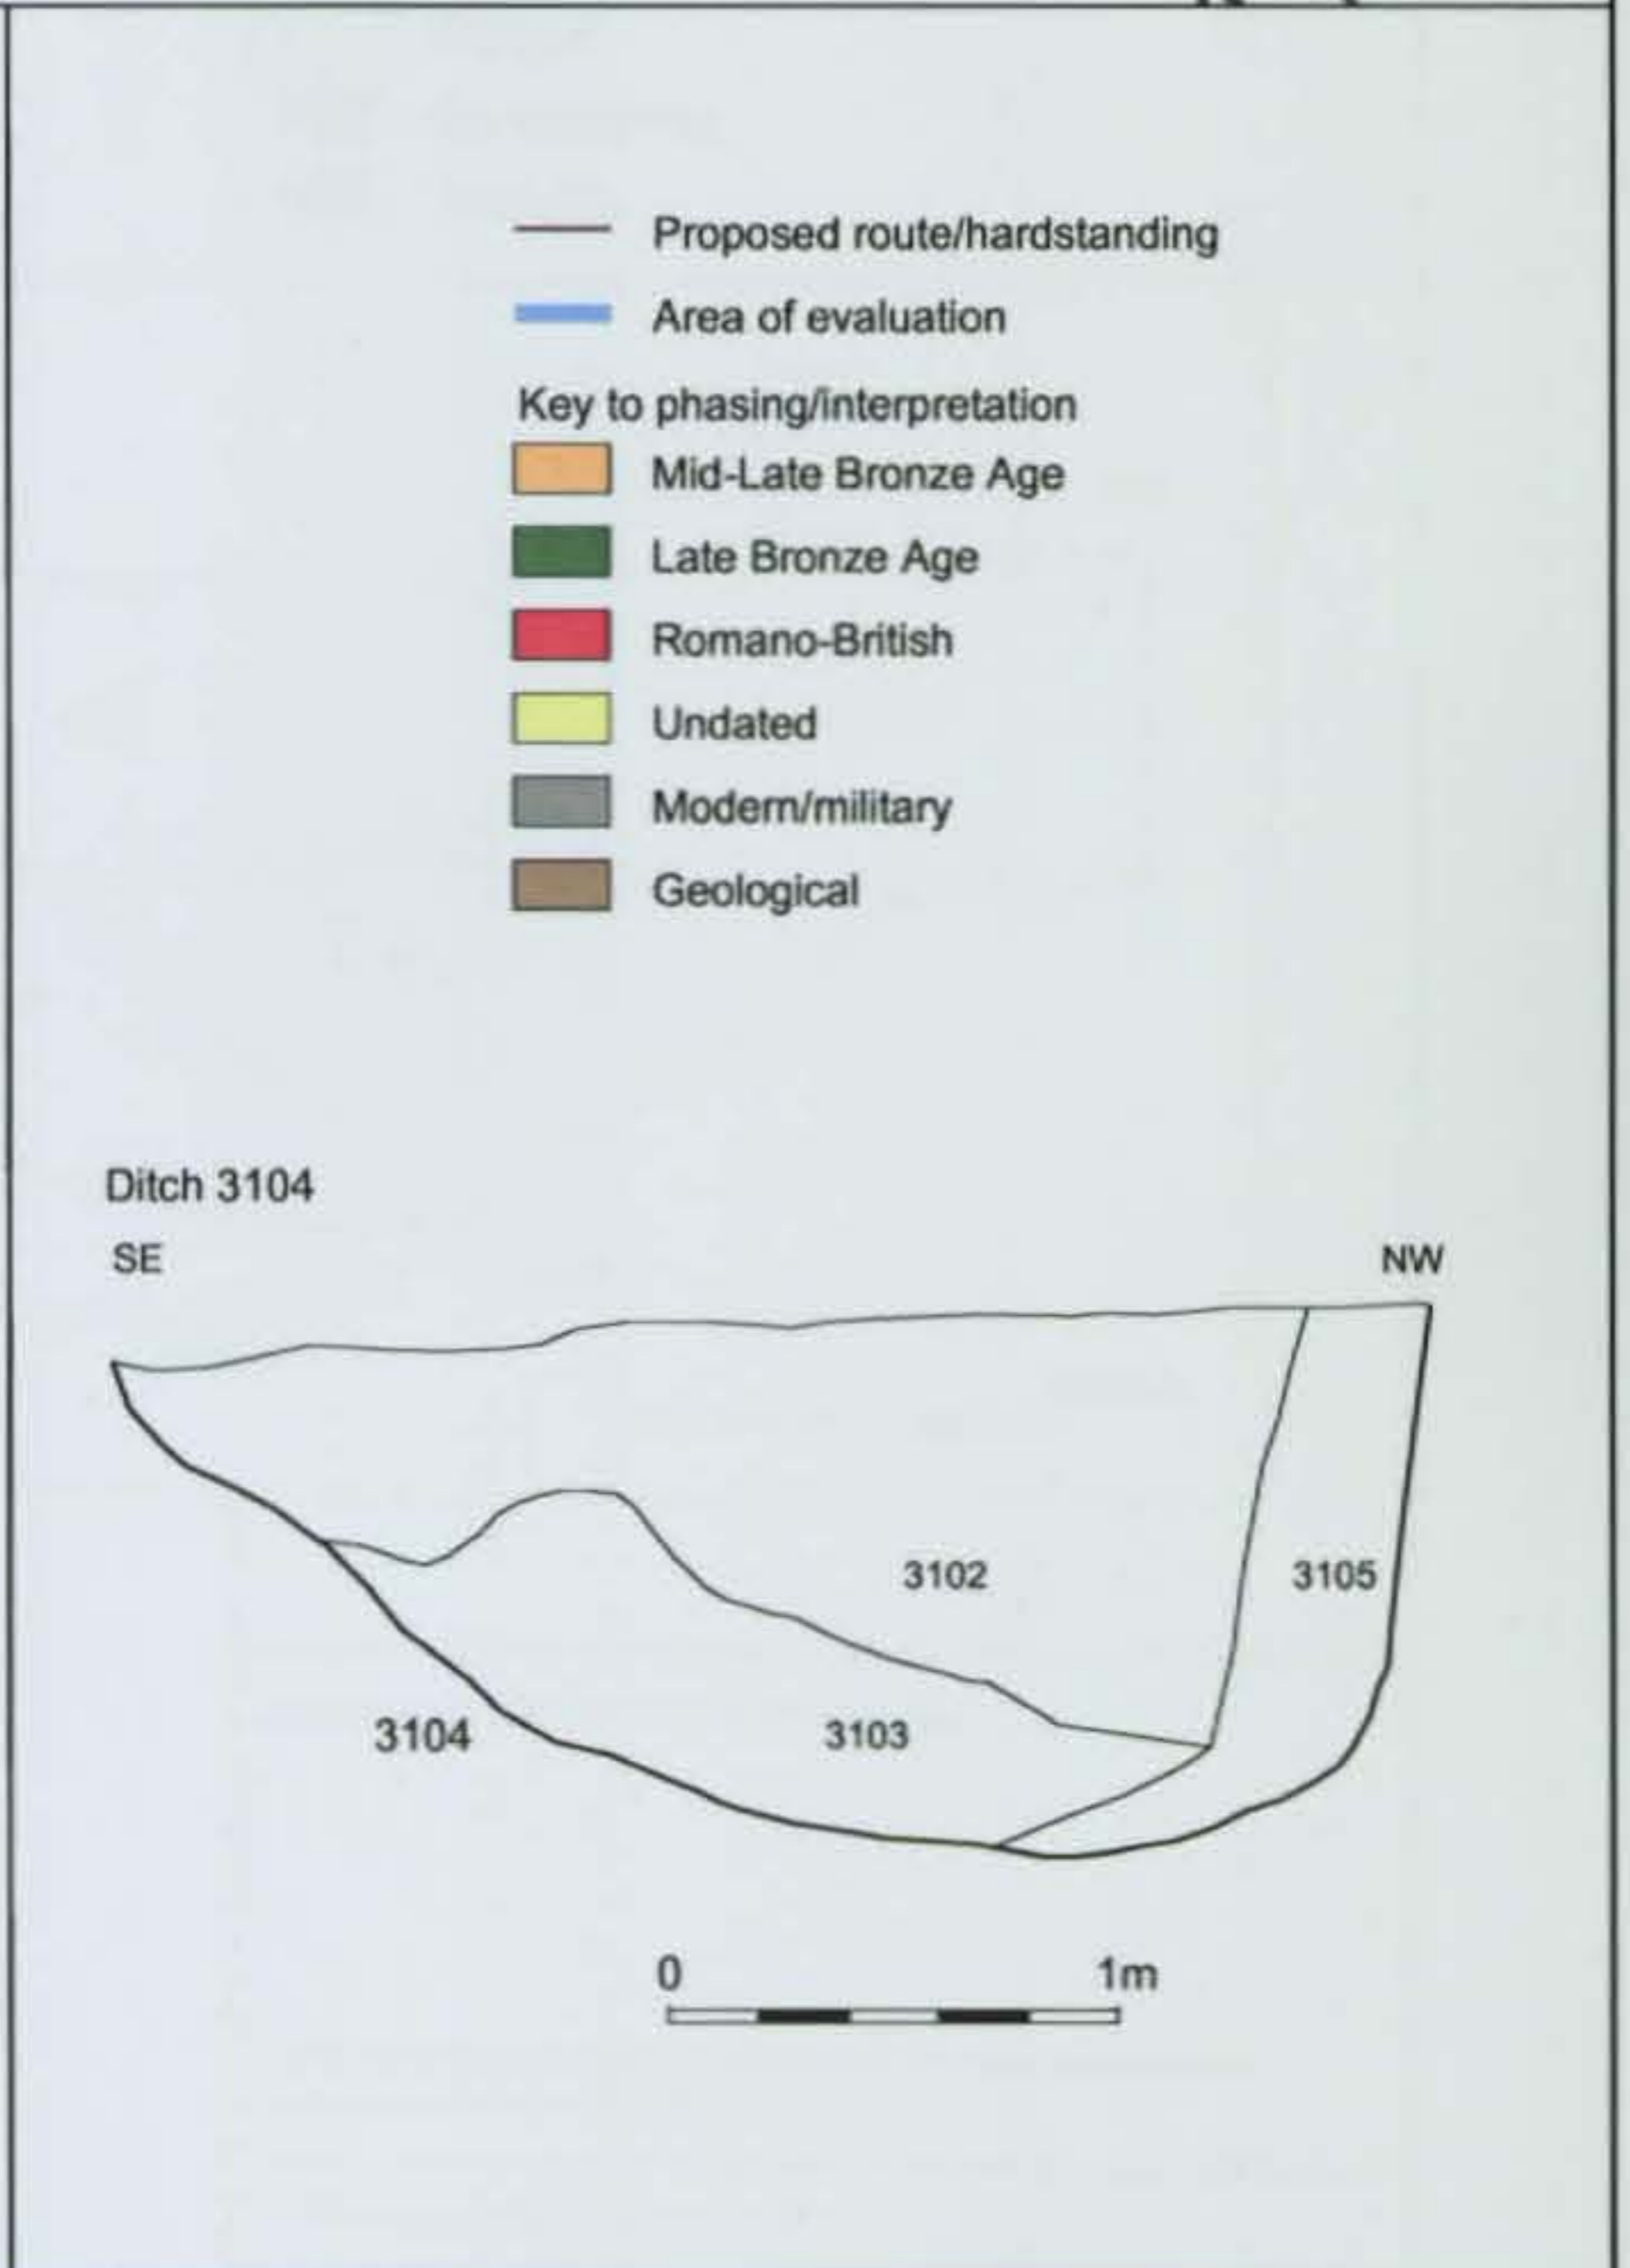 Proposed route/hardstanding
Area of evaluation
Key to phasing/interpretation
Mid-Late Bronze Age
Late Bronze Age
Romano-British
Undated
Modern/military
Geological
Ditch 3104
SE
NW
3102
3105
3104
3103
0
1m